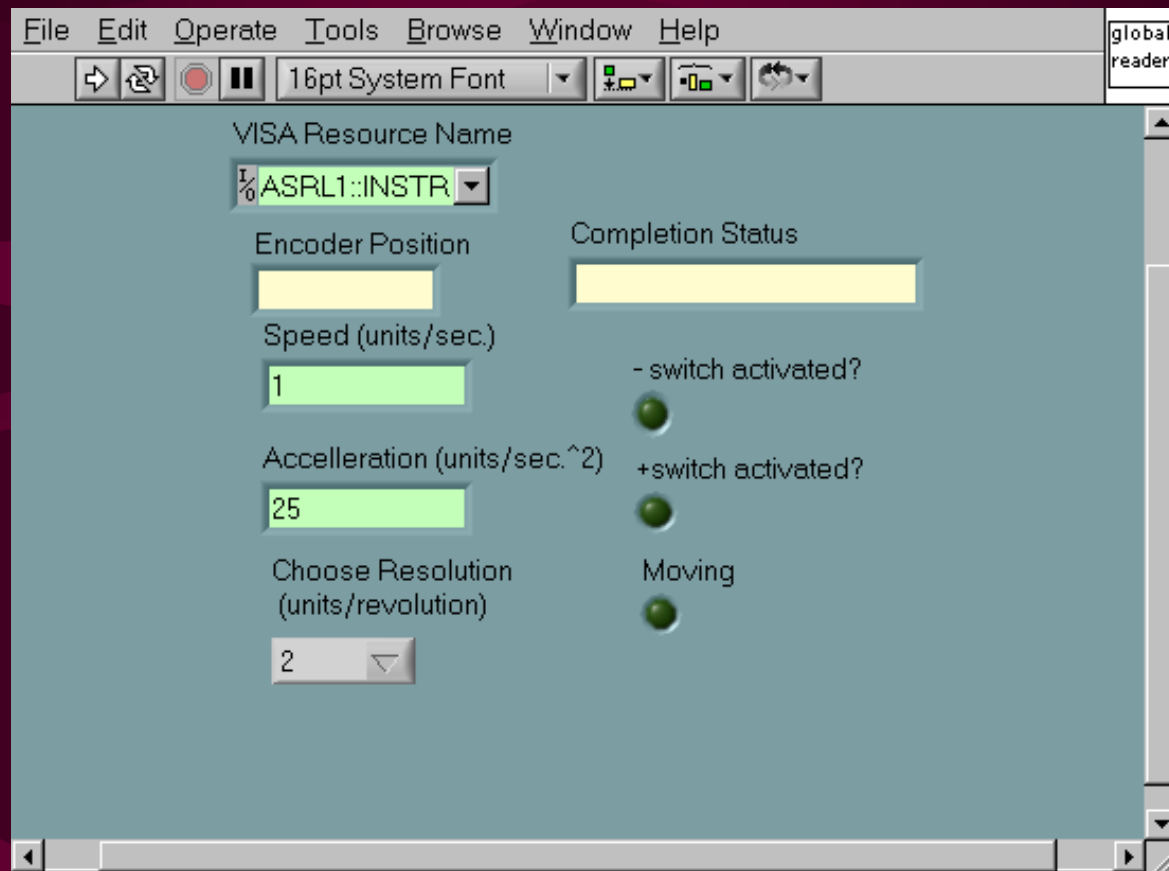 File Edit Operate Tools Browse Window Help
global
reader
16pt System Font
VISA Resource Name
I/O ASRL1::INSTR
Encoder Position
Completion Status
Speed (units/sec.)
1
- switch activated?
Accelleration (units/sec.^2)
+switch activated?
25
Choose Resolution
(units/revolution)
Moving
2